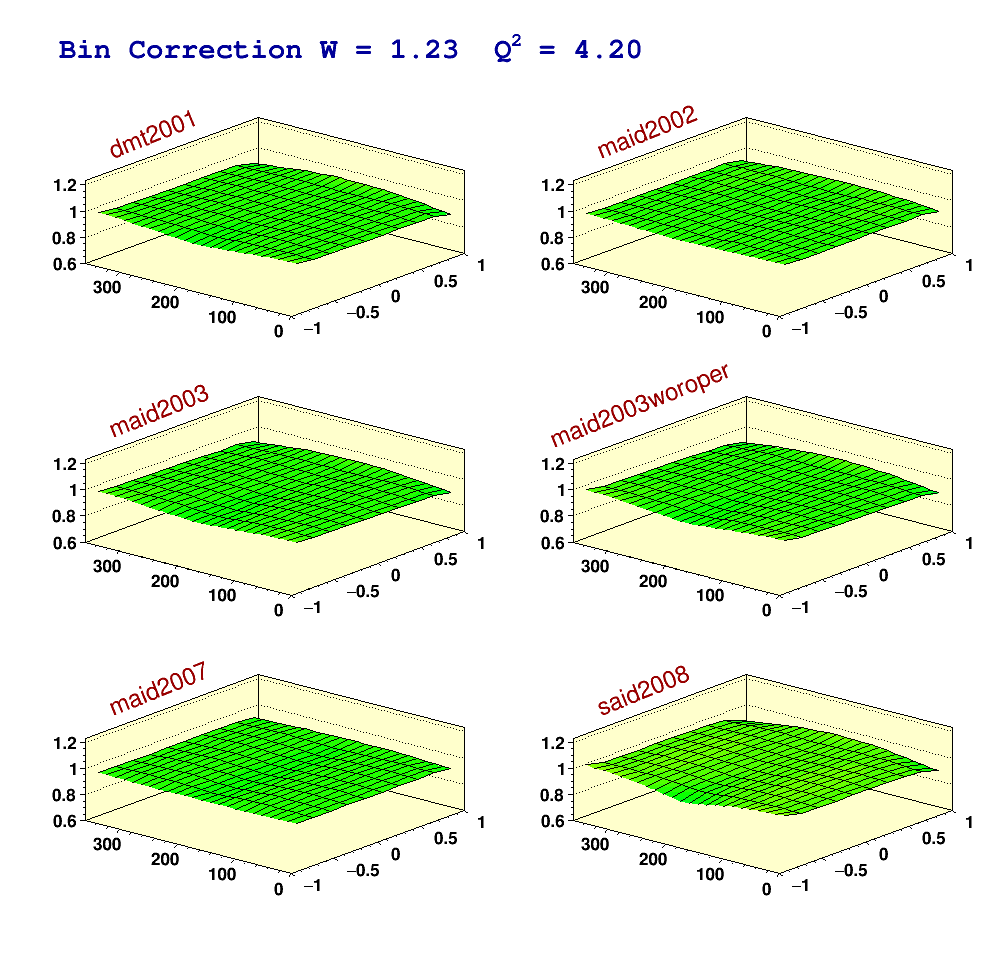 Bin Correction W = 1.23 Q² = 4.20
dmt2001 maid2002
1.2 1.2
1 1
0.8 0.8
0.6 0.6
300 200 100 0 −1 −0.5 0 0.5 1 300 200 100 0 −1 −0.5 0 0.5 1
maid2003 maid2003woroper
1.2 1.2
1 1
0.8 0.8
0.6 0.6
300 200 100 0 −1 −0.5 0 0.5 1 300 200 100 0 −1 −0.5 0 0.5 1
maid2007 said2008
1.2 1.2
1 1
0.8 0.8
0.6 0.6
300 200 100 0 −1 −0.5 0 0.5 1 300 200 100 0 −1 −0.5 0 0.5 1